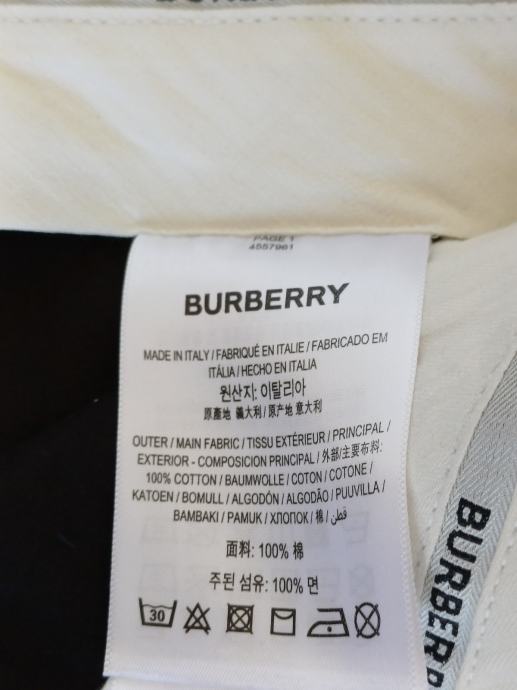 PAGE 1
4557961
BURBERRY
MADE IN ITALY / FABRIQUÉ EN ITALIE / FABRICADO EM
ITÁLIA / HECHO EN ITALIA
원산지: 이탈리아
原產地 義大利 / 原产地 意大利
OUTER / MAIN FABRIC / TISSU EXTÉRIEUR / PRINCIPAL /
EXTERIOR - COMPOSICION PRINCIPAL / 外部/主要布料:
100% COTTON / BAUMWOLLE / COTON / COTONE /
KATOEN / BOMULL / ALGODÓN / ALGODÃO / PUUVILLA /
BAMBAKI / PAMUK / ХЛОПОК / 棉 / قطن
面料: 100% 棉
주된 섬유: 100% 면
30
BURBER